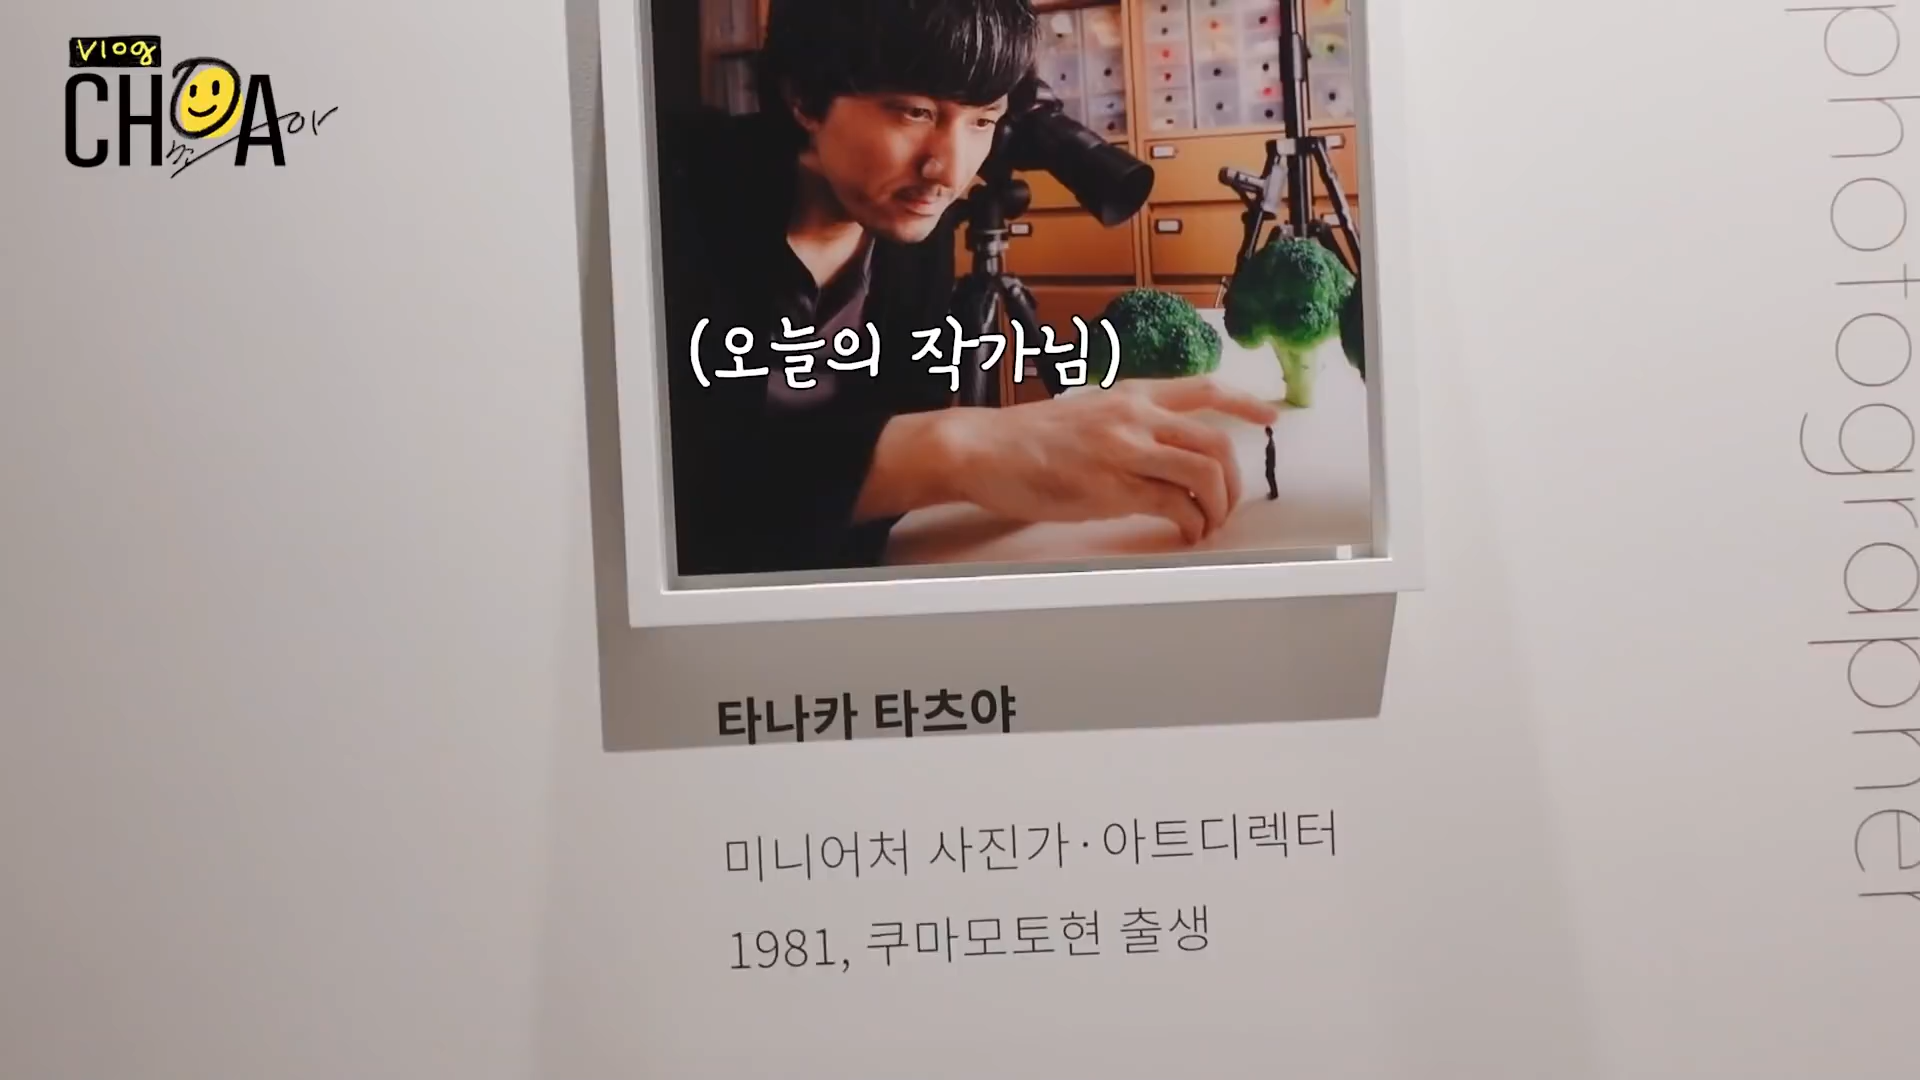 vlog
CHOA
초아
(오늘의 작가님)
타나카 타츠야
미니어처 사진가·아트디렉터
1981, 쿠마모토현 출생
photographer